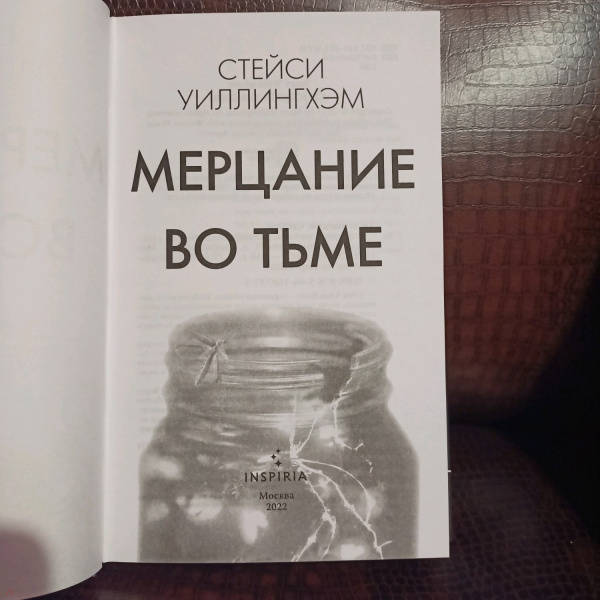 СТЕЙСИ
УИЛЛИНГХЭМ
МЕРЦАНИЕ
ВО ТЬМЕ
INSPIRIA
Москва
2022